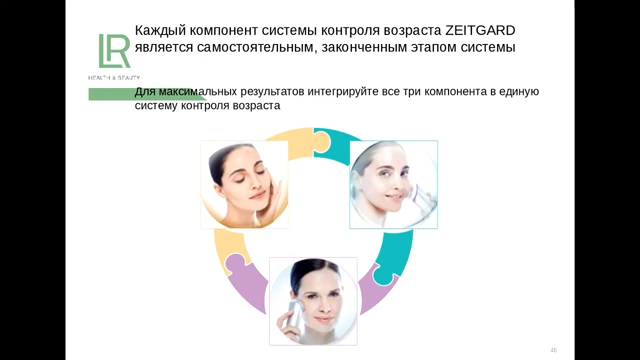 Каждый компонент системы контроля возраста ZEITGARD
является самостоятельным, законченным этапом системы
LR
HEALTH & BEAUTY
Для максимальных результатов интегрируйте все три компонента в единую
систему контроля возраста
46